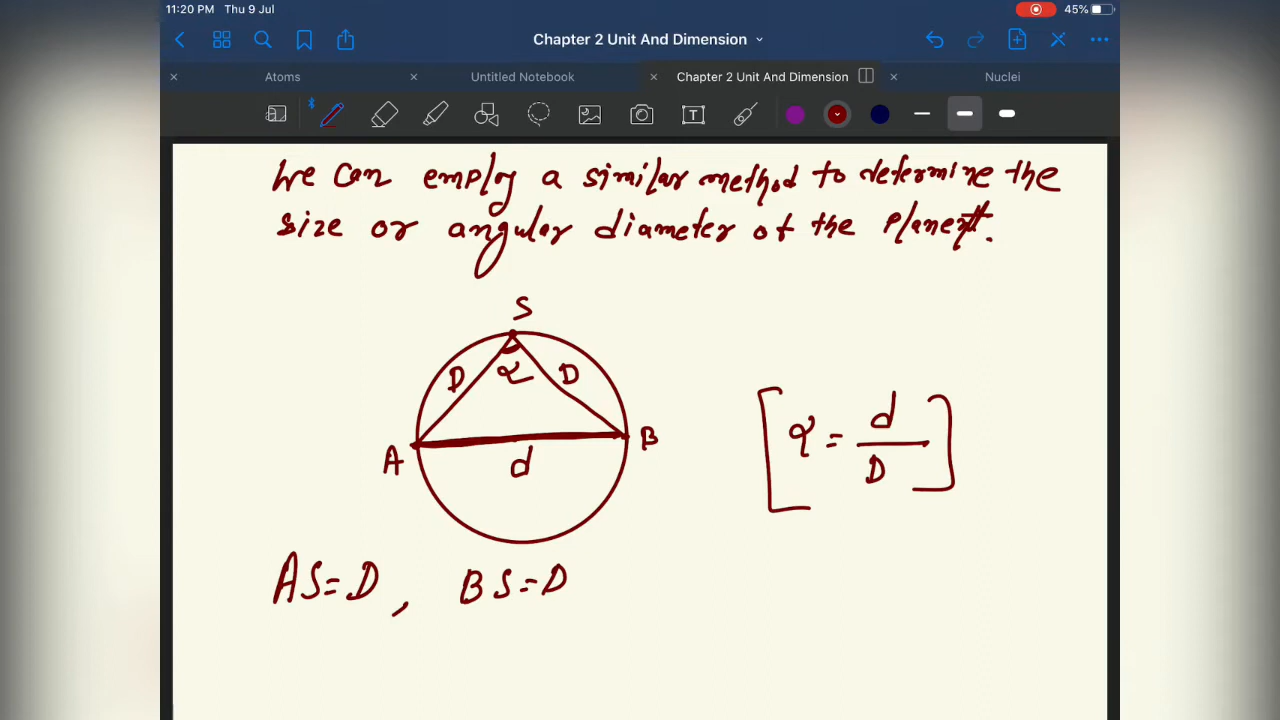 11:20 PM Thu 9 Jul
45%
Chapter 2 Unit And Dimension
Atoms
Untitled Notebook
Chapter 2 Unit And Dimension
Nuclei
T
We can employ a similar method to determine the
size or angular diameter of the planet.
S
D α D
A B
d
[α = d/D]
AS=D, BS=D